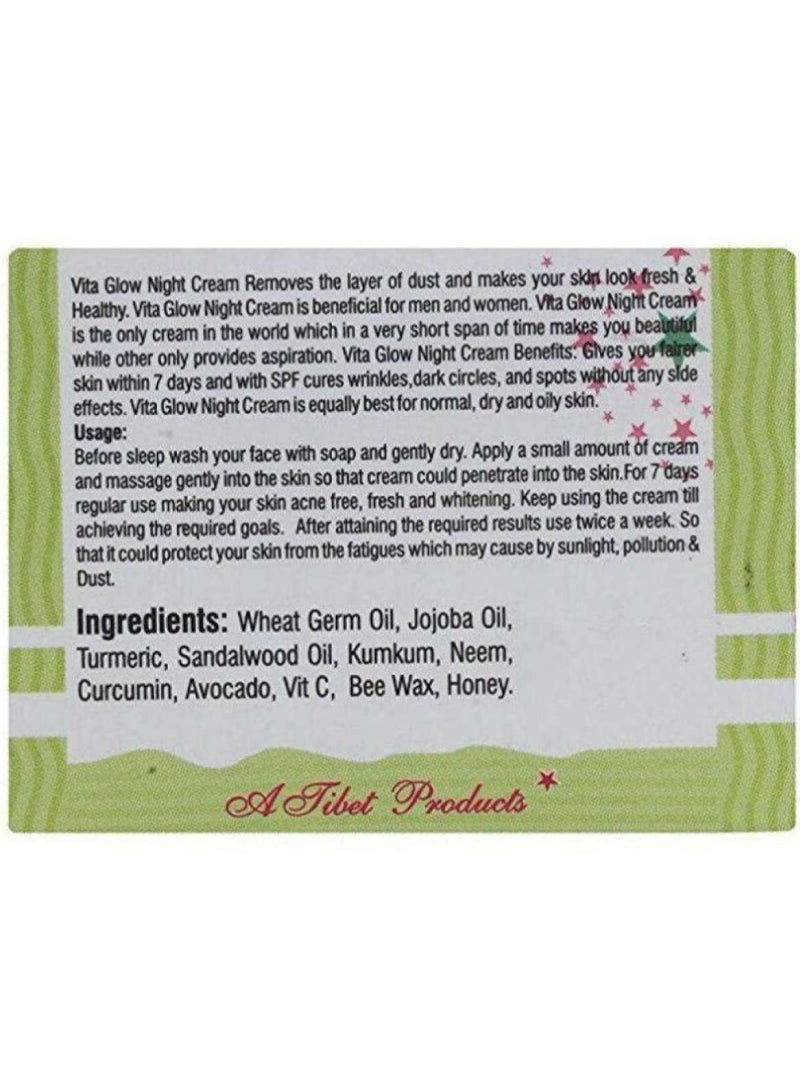 Vita Glow Night Cream Removes the layer of dust and makes your skin look fresh &
Healthy. Vita Glow Night Cream is beneficial for men and women. Vita Glow Night Cream
is the only cream in the world which in a very short span of time makes you beautiful
while other only provides aspiration. Vita Glow Night Cream Benefits: Gives you fairer
skin within 7 days and with SPF cures wrinkles,dark circles, and spots without any side
effects. Vita Glow Night Cream is equally best for normal, dry and oily skin.
Usage:
Before sleep wash your face with soap and gently dry. Apply a small amount of cream
and massage gently into the skin so that cream could penetrate into the skin.For 7 days
regular use making your skin acne free, fresh and whitening. Keep using the cream till
achieving the required goals. After attaining the required results use twice a week. So
that it could protect your skin from the fatigues which may cause by sunlight, pollution &
Dust.
Ingredients: Wheat Germ Oil, Jojoba Oil,
Turmeric, Sandalwood Oil, Kumkum, Neem,
Curcumin, Avocado, Vit C, Bee Wax, Honey.
A Tibet Products